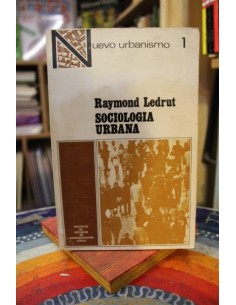 Nuevo urbanismo 1
Raymond Ledrut
SOCIOLOGIA
URBANA